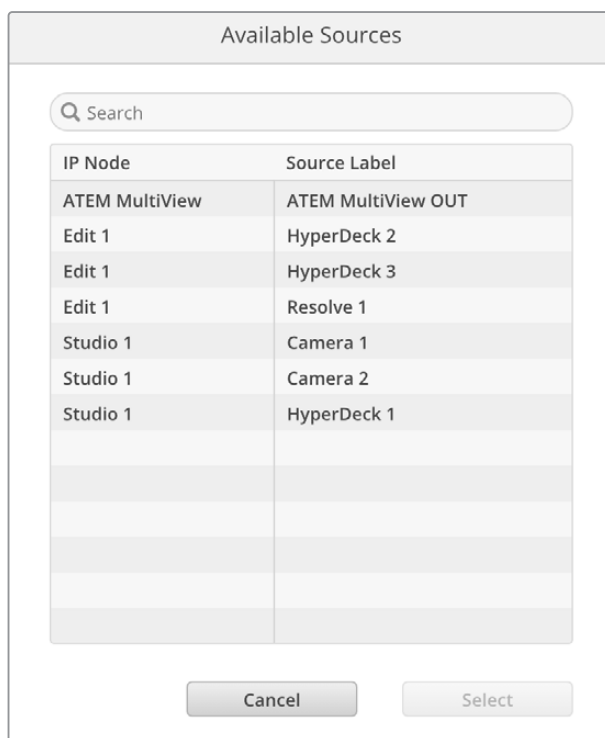 Available Sources
Search
IP Node Source Label
ATEM MultiView ATEM MultiView OUT
Edit 1 HyperDeck 2
Edit 1 HyperDeck 3
Edit 1 Resolve 1
Studio 1 Camera 1
Studio 1 Camera 2
Studio 1 HyperDeck 1
Cancel Select